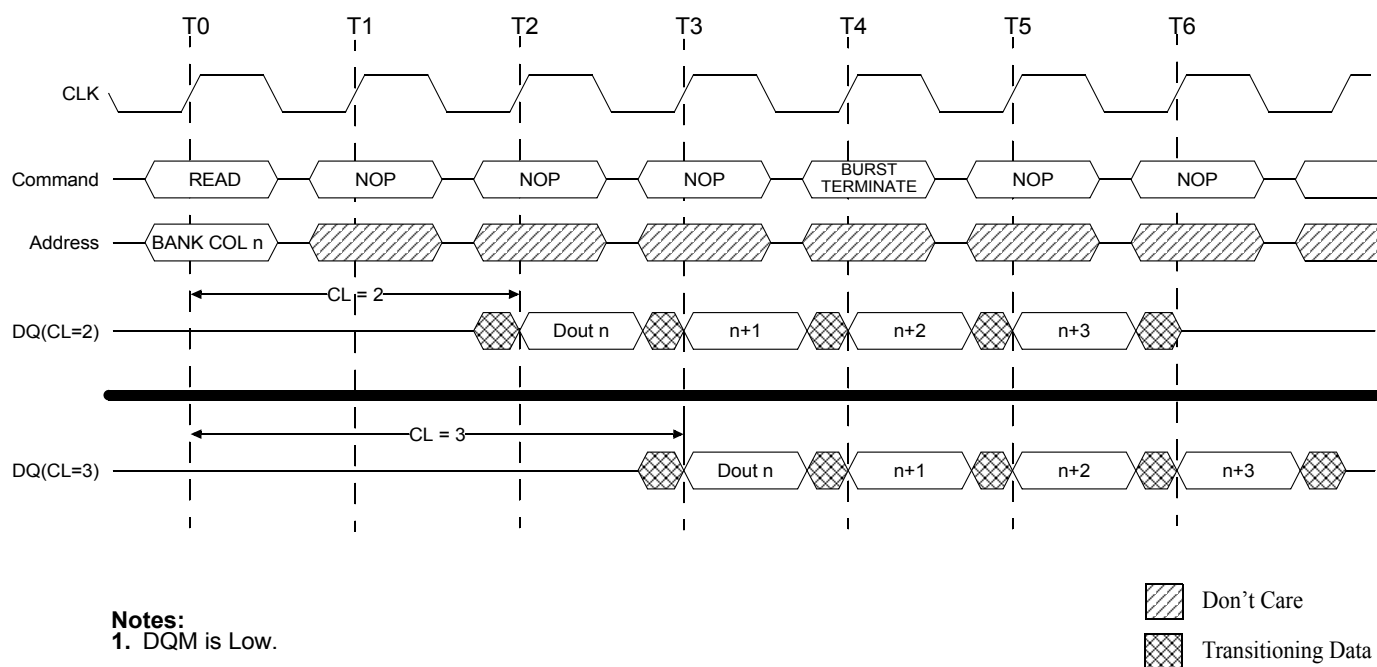 T0 T1 T2 T3 T4 T5 T6
CLK
Command READ NOP NOP NOP BURST TERMINATE NOP NOP
Address BANK COL n
CL = 2
DQ(CL=2) Dout n n+1 n+2 n+3
CL = 3
DQ(CL=3) Dout n n+1 n+2 n+3
Don't Care
Notes:
1. DQM is Low.
Transitioning Data